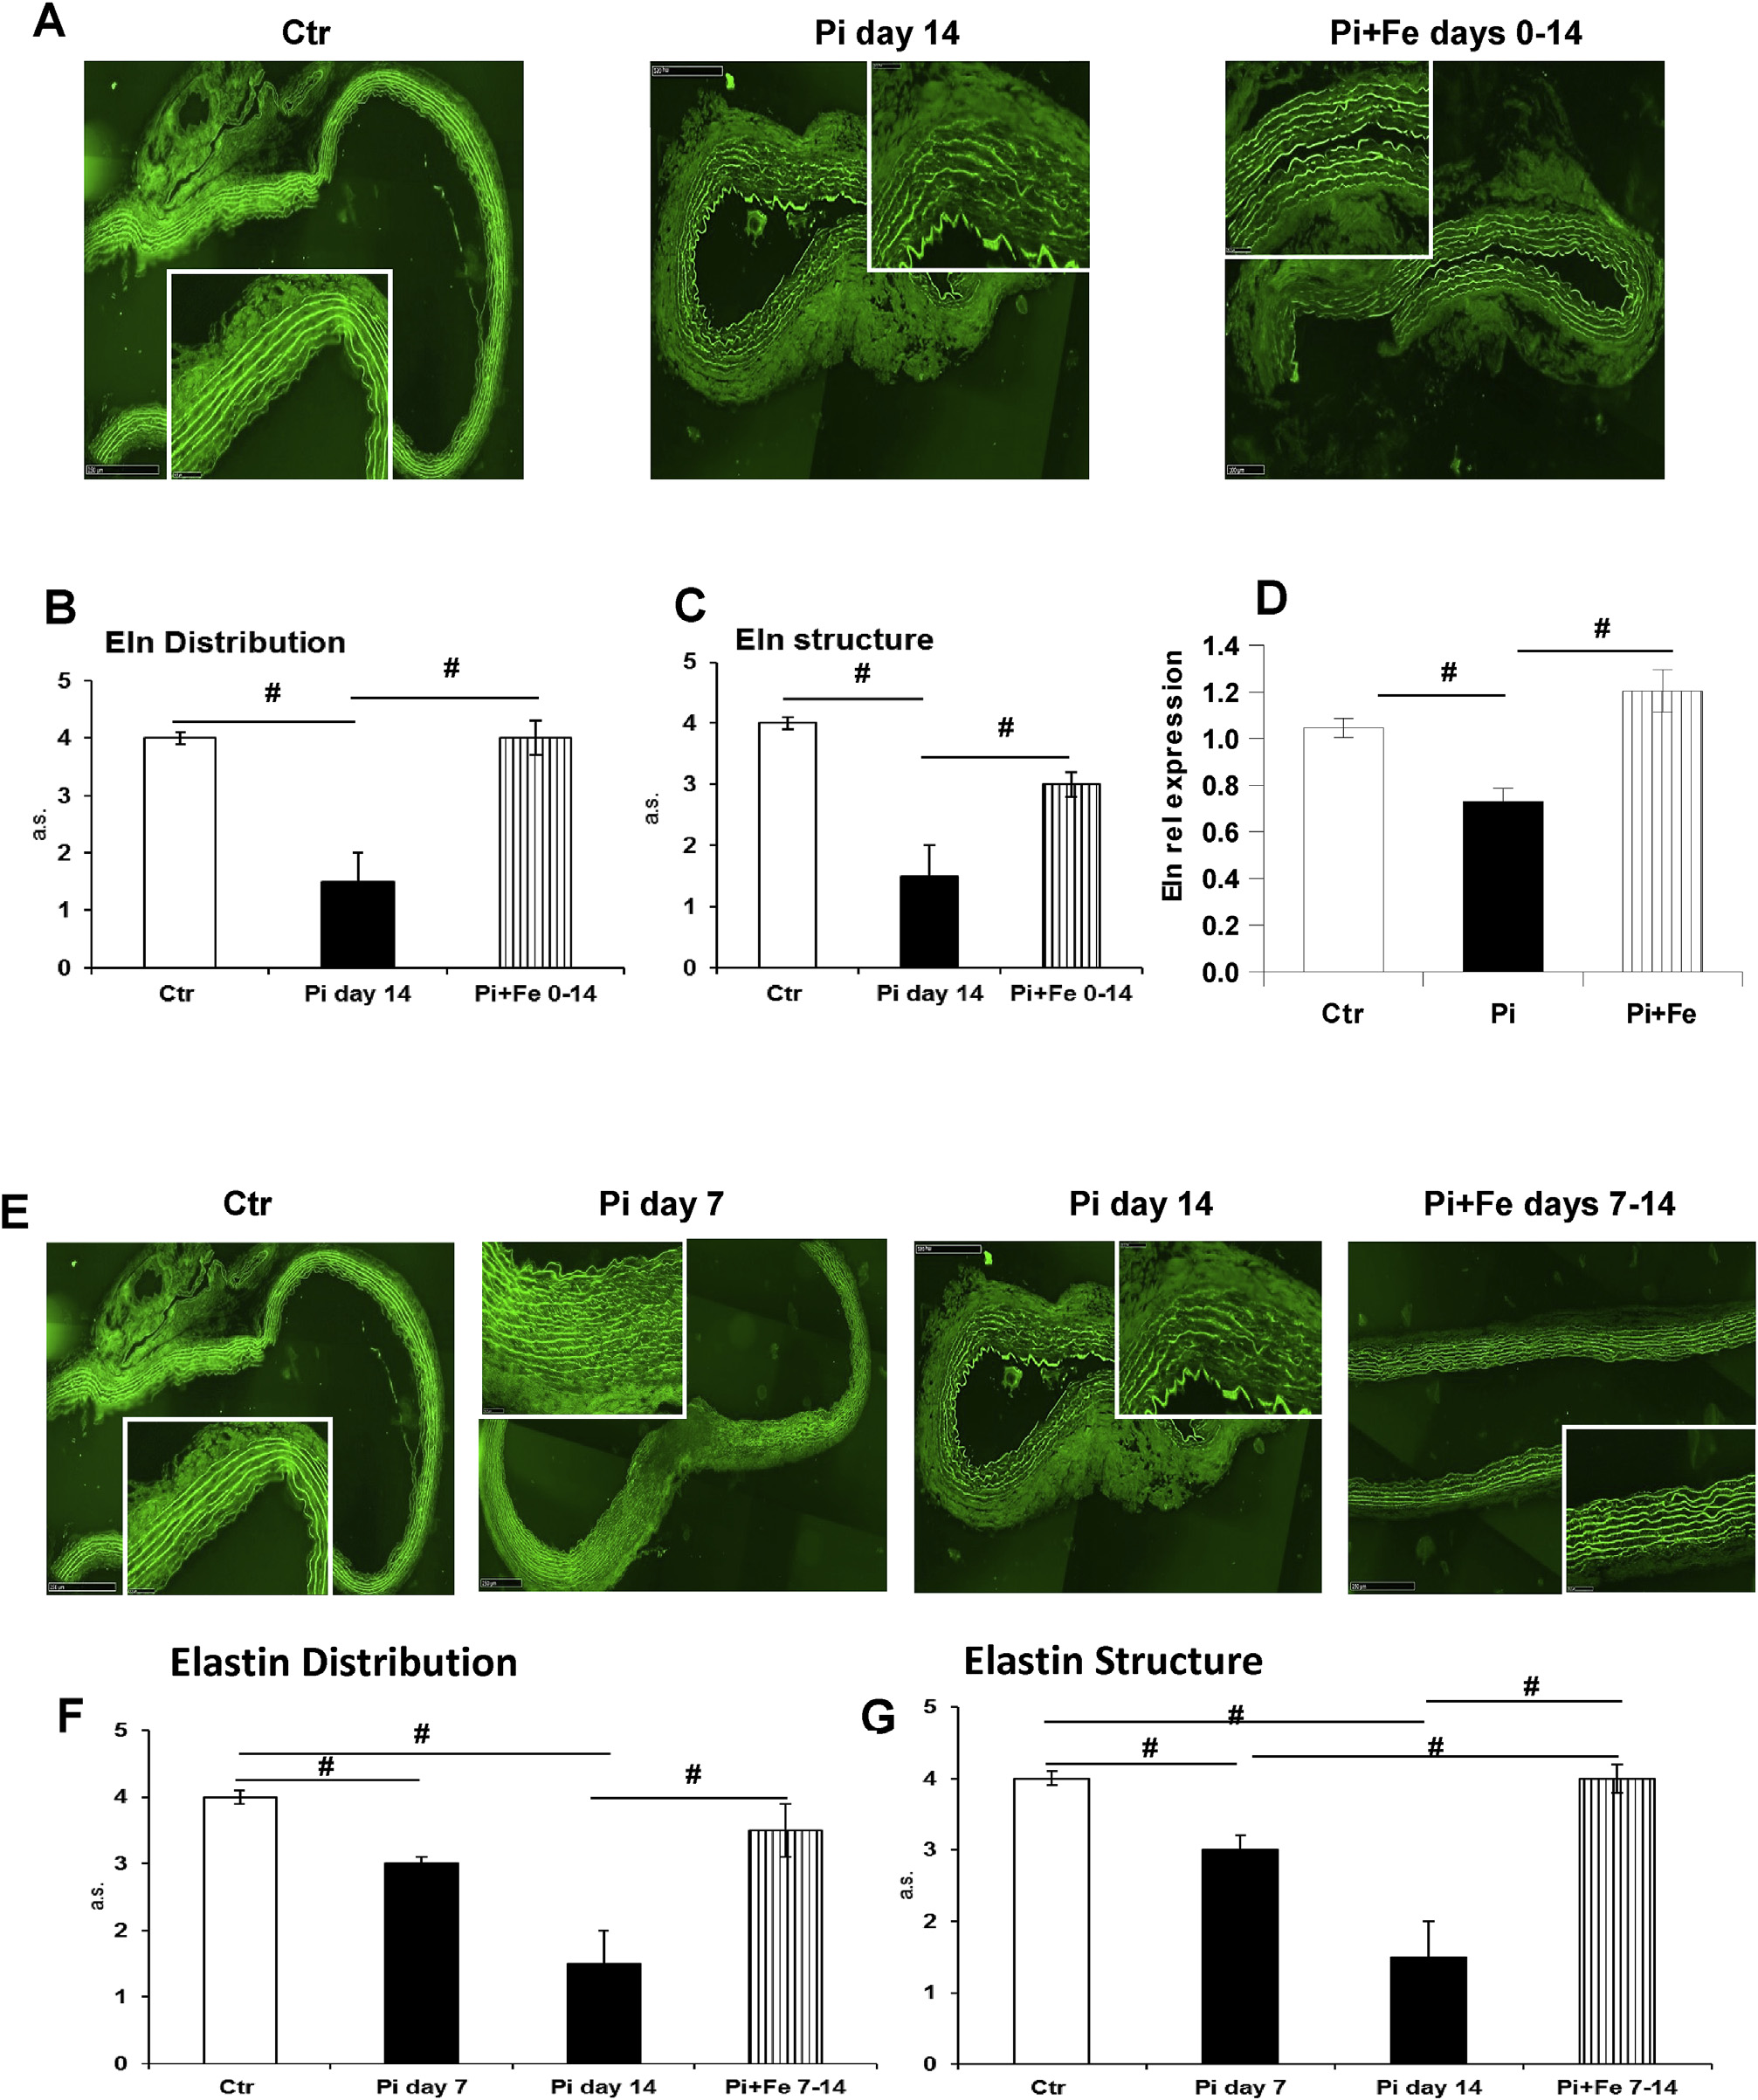 A
Ctr
Pi day 14
Pi+Fe days 0-14
B
Eln Distribution
#
#
5
4
3
2
1
0
a.s.
Ctr
Pi day 14
Pi+Fe 0-14
C
Eln structure
#
#
5
4
3
2
1
0
a.s.
Ctr
Pi day 14
Pi+Fe 0-14
D
#
#
1.4
1.2
1.0
0.8
0.6
0.4
0.2
0.0
Eln rel expression
Ctr
Pi
Pi+Fe
E
Ctr
Pi day 7
Pi day 14
Pi+Fe days 7-14
Elastin Distribution
F
#
#
#
5
4
3
2
1
0
a.s.
Ctr
Pi day 7
Pi day 14
Pi+Fe 7-14
Elastin Structure
G
#
#
#
#
5
4
3
2
1
0
a.s.
Ctr
Pi day 7
Pi day 14
Pi+Fe 7-14